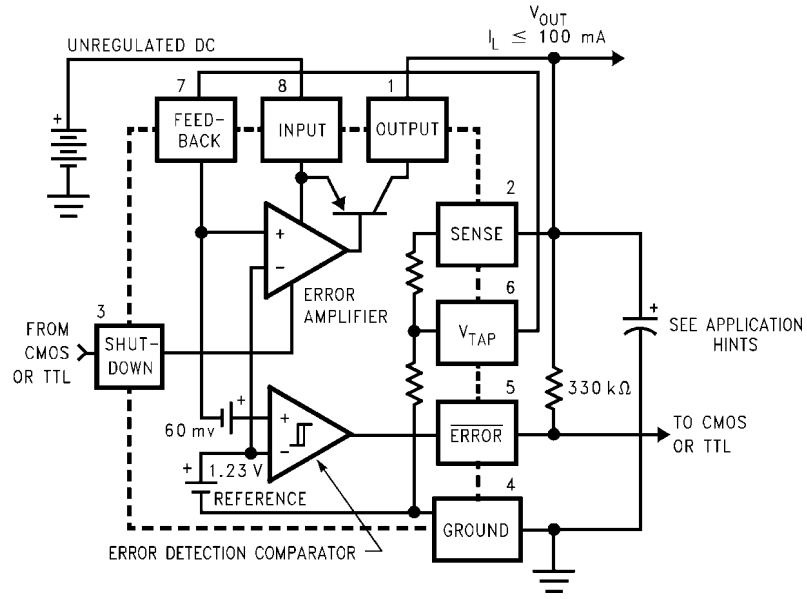 V_OUT
I_L ≤ 100 mA
UNREGULATED DC
7
8
1
+
FEED-
BACK
INPUT
OUTPUT
2
SENSE
+
−
ERROR
AMPLIFIER
6
V_TAP
+
SEE APPLICATION
HINTS
3
FROM
CMOS
OR TTL
SHUT-
DOWN
5
330 kΩ
+
60 mv
+
−
ERROR
TO CMOS
OR TTL
+
1.23 V
REFERENCE
4
GROUND
ERROR DETECTION COMPARATOR